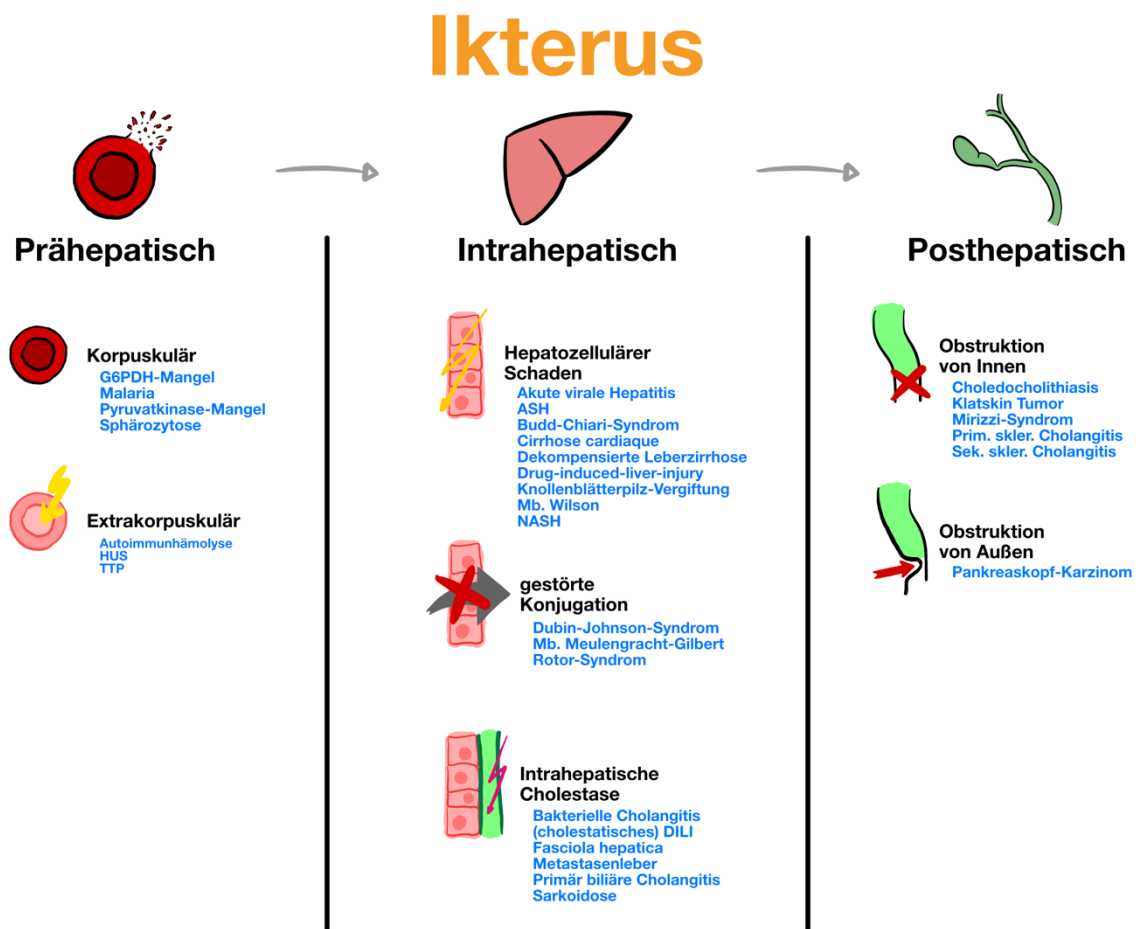 Ikterus
Prähepatisch
Korpuskulär
G6PDH-Mangel
Malaria
Pyruvatkinase-Mangel
Sphärozytose
Extrakorpuskulär
Autoimmunhämolyse
HUS
TTP
Intrahepatisch
Hepatozellulärer
Schaden
Akute virale Hepatitis
ASH
Budd-Chiari-Syndrom
Cirrhose cardiaque
Dekompensierte Leberzirrhose
Drug-induced-liver-injury
Knollenblätterpilz-Vergiftung
Mb. Wilson
NASH
gestörte
Konjugation
Dubin-Johnson-Syndrom
Mb. Meulengracht-Gilbert
Rotor-Syndrom
Intrahepatische
Cholestase
Bakterielle Cholangitis
(cholestatisches) DILI
Fasciola hepatica
Metastasenleber
Primär biliäre Cholangitis
Sarkoidose
Posthepatisch
Obstruktion
von Innen
Choledocholithiasis
Klatskin Tumor
Mirizzi-Syndrom
Prim. skler. Cholangitis
Sek. skler. Cholangitis
Obstruktion
von Außen
Pankreaskopf-Karzinom